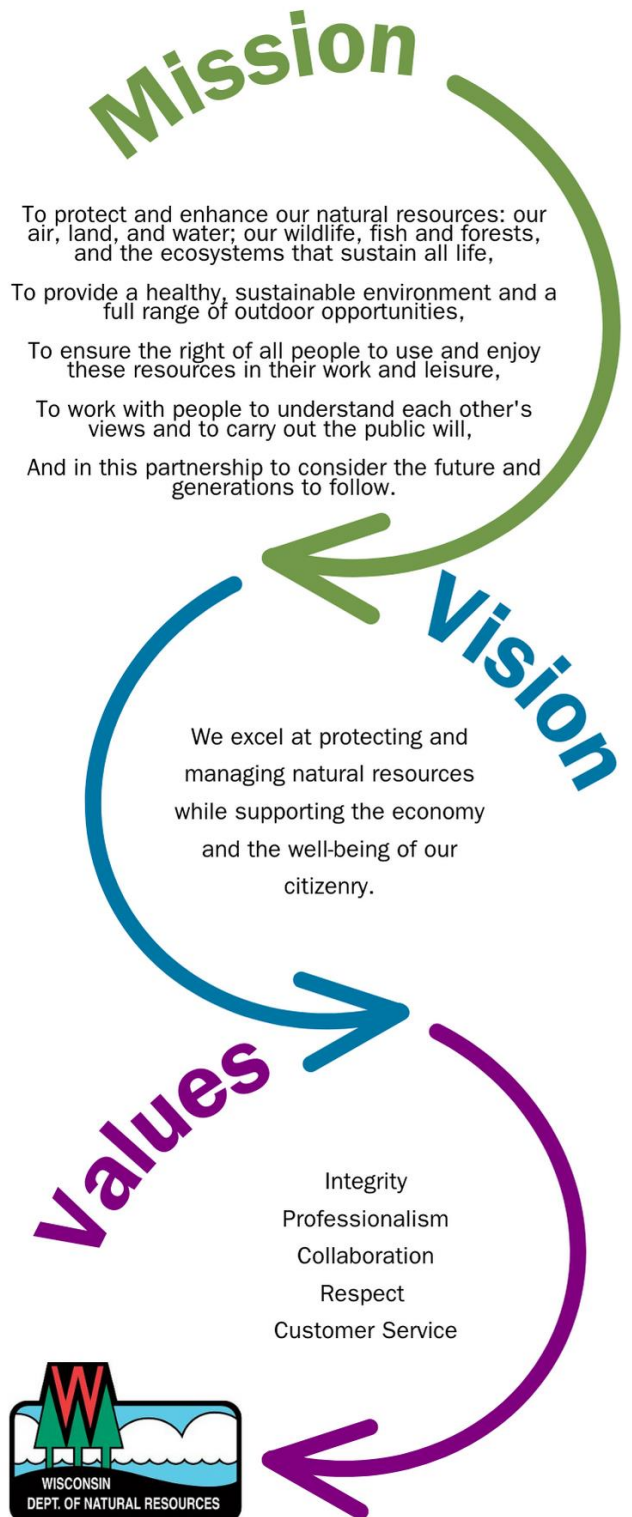 Mission
To protect and enhance our natural resources: our
air, land, and water; our wildlife, fish and forests,
and the ecosystems that sustain all life,
To provide a healthy, sustainable environment and a
full range of outdoor opportunities,
To ensure the right of all people to use and enjoy
these resources in their work and leisure,
To work with people to understand each other's
views and to carry out the public will,
And in this partnership to consider the future and
generations to follow.
Vision
We excel at protecting and
managing natural resources
while supporting the economy
and the well-being of our
citizenry.
Values
Integrity
Professionalism
Collaboration
Respect
Customer Service
W
WISCONSIN
DEPT. OF NATURAL RESOURCES